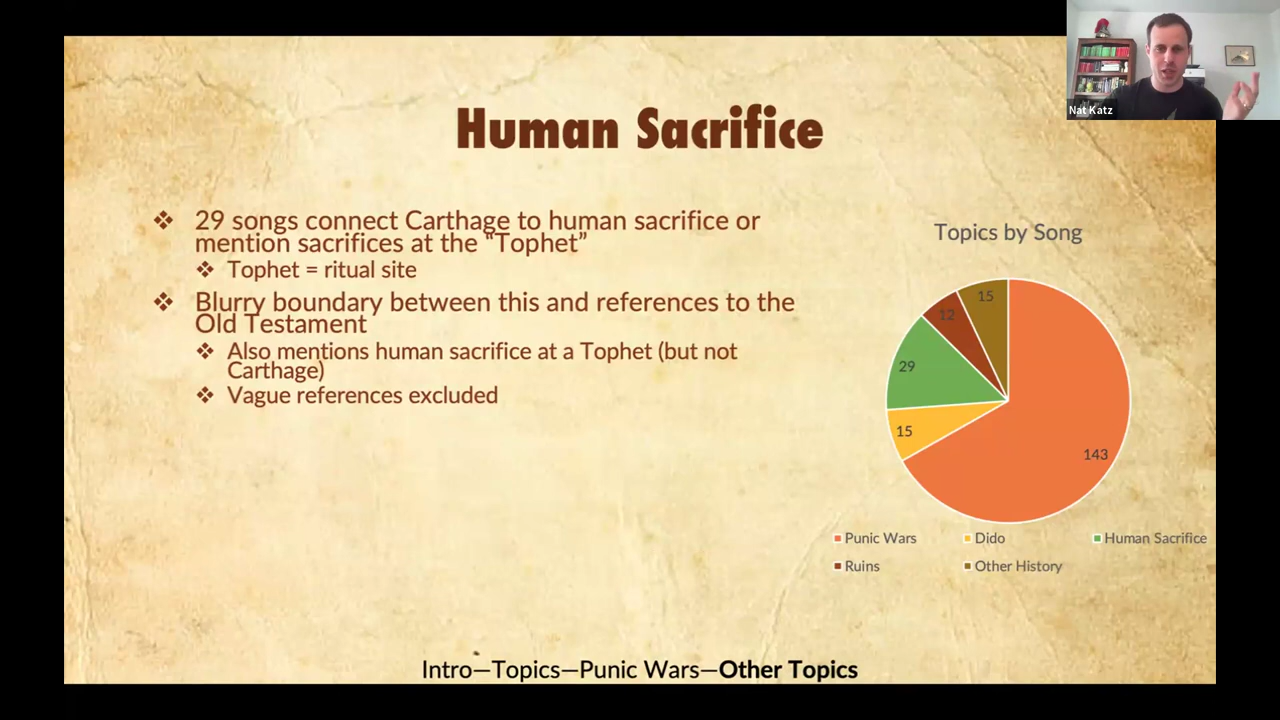 Nat Katz
Human Sacrifice
❖ 29 songs connect Carthage to human sacrifice or
mention sacrifices at the “Tophet”
❖ Tophet = ritual site
❖ Blurry boundary between this and references to the
Old Testament
❖ Also mentions human sacrifice at a Tophet (but not
Carthage)
❖ Vague references excluded
Topics by Song
15
12
29
15
143
Punic Wars
Dido
Human Sacrifice
Ruins
Other History
Intro—Topics—Punic Wars—Other Topics